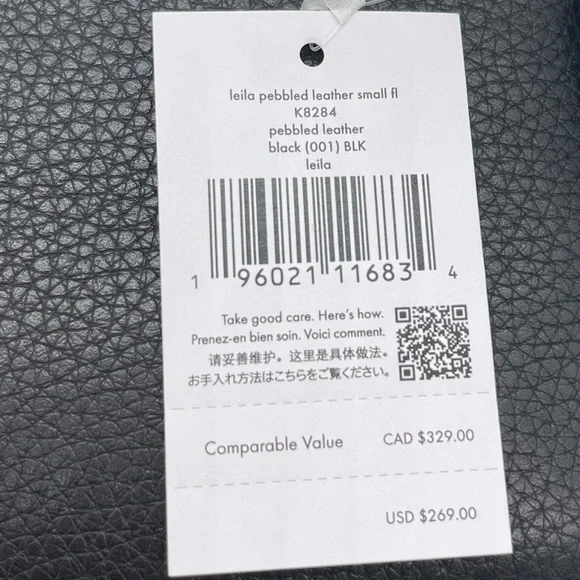 leila pebbled leather small fl
K8284
pebbled leather
black (001) BLK
leila
1 96021 11683 4
Take good care. Here's how.
Prenez-en bien soin. Voici comment.
请妥善维护。这里是具体做法。
お手入れ方法はこちらをご覧ください。
Comparable Value CAD $329.00
USD $269.00